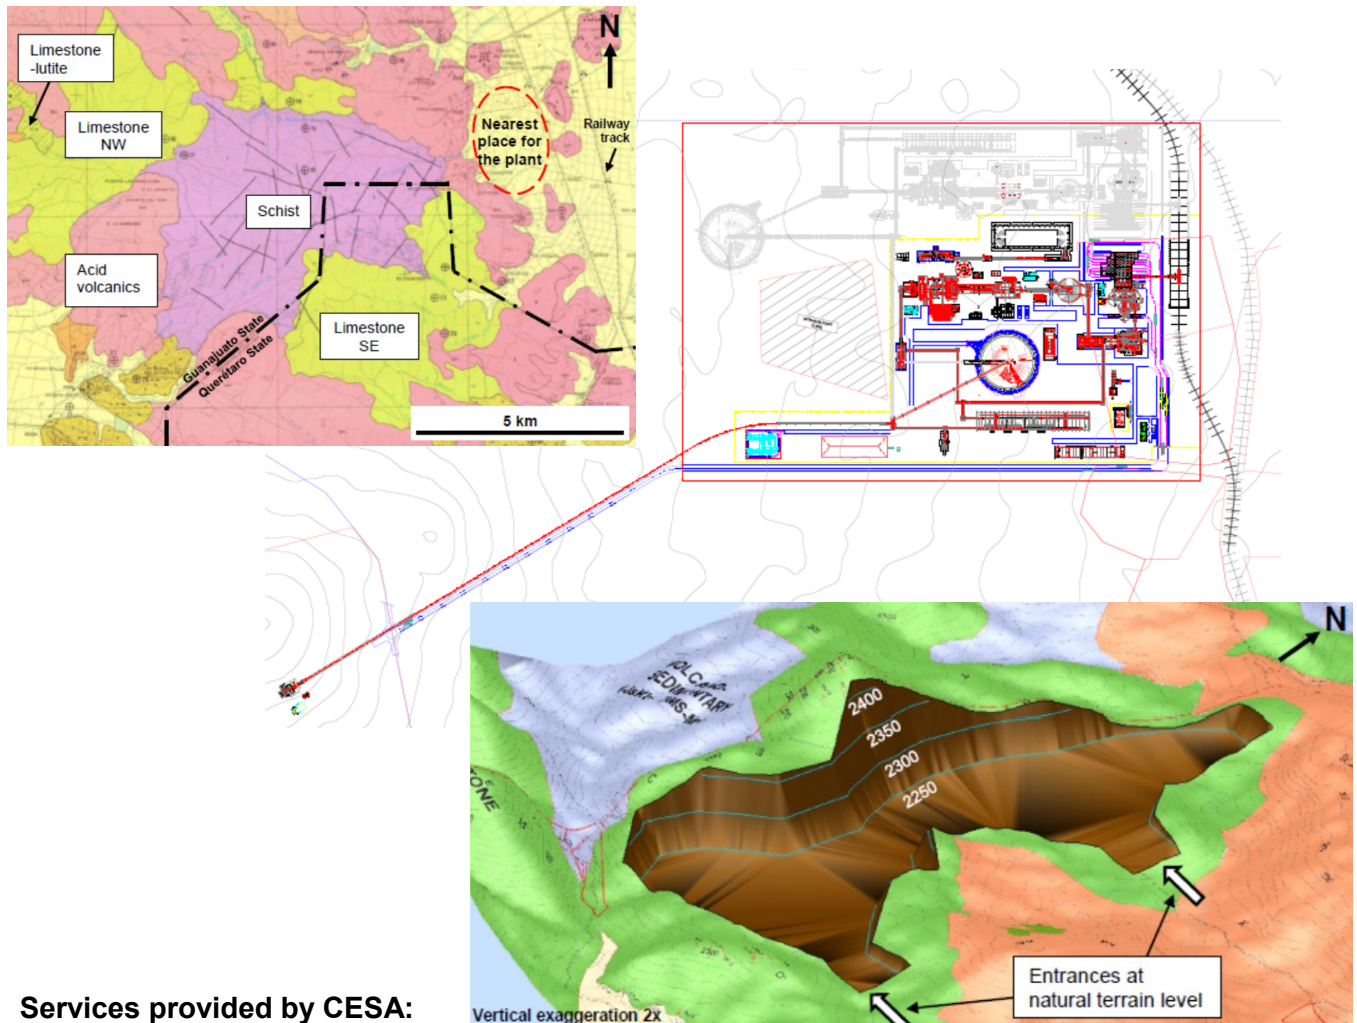 N
Limestone
-lutite
Limestone
NW
Nearest
place for
the plant
Railway
track
Schist
Acid
volcanics
Limestone
SE
Guanajuato State
Querétaro State
5 km
N
2400
2350
2300
2250
Entrances at
natural terrain level
Vertical exaggeration 2x
Services provided by CESA: